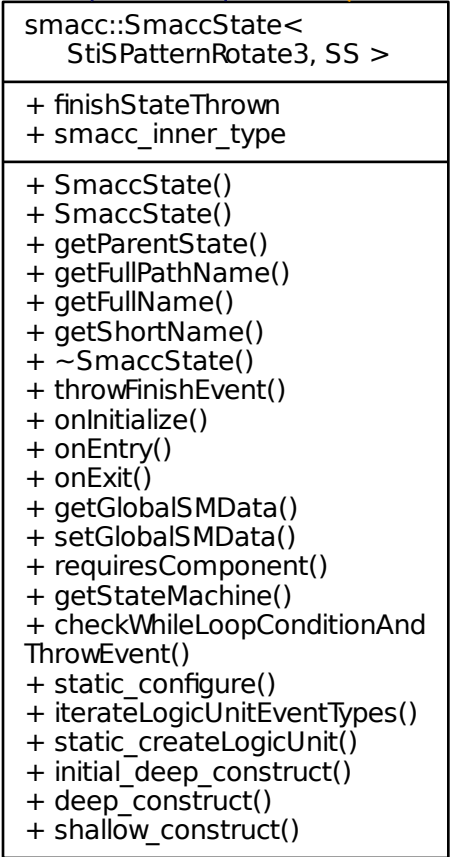 smacc::SmaccState<
StiSPatternRotate3, SS >
+ finishStateThrown
+ smacc_inner_type
+ SmaccState()
+ SmaccState()
+ getParentState()
+ getFullPathName()
+ getFullName()
+ getShortName()
+ ~SmaccState()
+ throwFinishEvent()
+ onInitialize()
+ onEntry()
+ onExit()
+ getGlobalSMData()
+ setGlobalSMData()
+ requiresComponent()
+ getStateMachine()
+ checkWhileLoopConditionAnd
ThrowEvent()
+ static_configure()
+ iterateLogicUnitEventTypes()
+ static_createLogicUnit()
+ initial_deep_construct()
+ deep_construct()
+ shallow_construct()